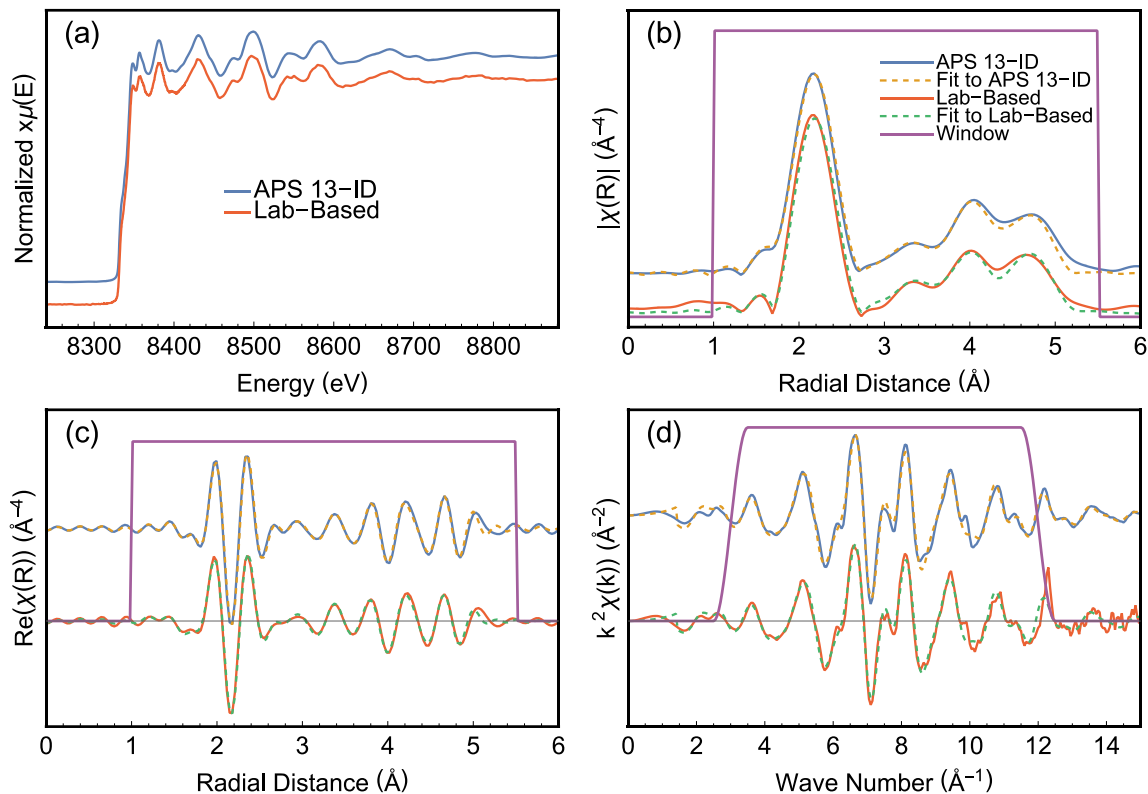 (a)
Normalized xμ(E)
APS 13−ID
Lab−Based
8300 8400 8500 8600 8700 8800
Energy (eV)
(b)
|χ(R)| (Å⁻⁴)
APS 13−ID
Fit to APS 13−ID
Lab−Based
Fit to Lab−Based
Window
0 1 2 3 4 5 6
Radial Distance (Å)
(c)
Re(χ(R)) (Å⁻⁴)
0 1 2 3 4 5 6
Radial Distance (Å)
(d)
k ² χ(k)) (Å⁻²)
0 2 4 6 8 10 12 14
Wave Number (Å⁻¹)